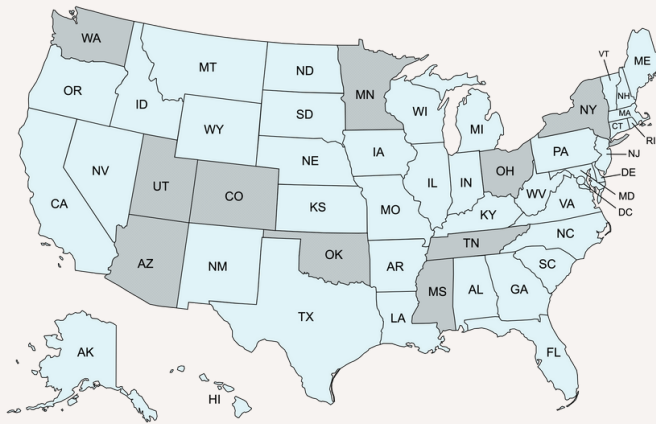 WA
MT
ND
MN
VT
ME
OR
ID
SD
WI
MI
NY
NH
MA
CT
RI
WY
NE
IA
PA
NJ
NV
UT
CO
IL
IN
OH
DE
CA
KS
MO
WV
VA
MD
KY
DC
AZ
NM
OK
AR
TN
NC
SC
TX
LA
MS
AL
GA
AK
FL
HI